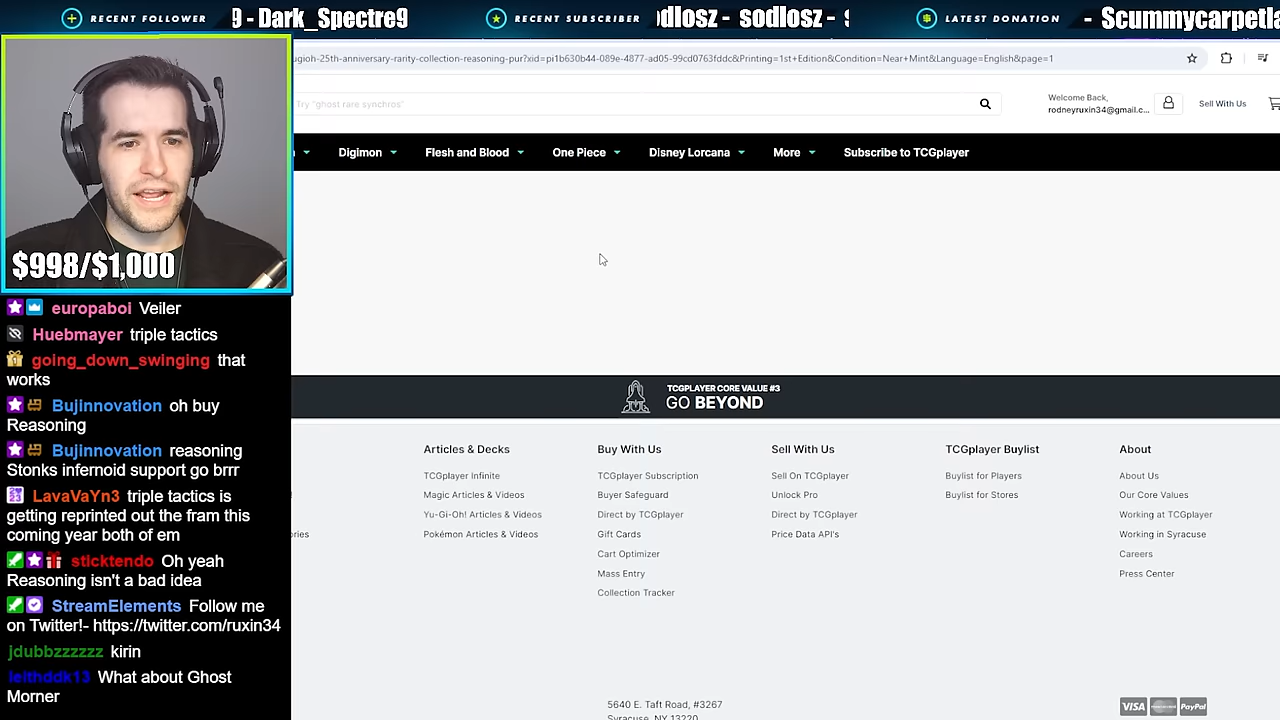 RECENT FOLLOWER 9 - Dark_Spectre9 RECENT SUBSCRIBER sodlosz - LATEST DONATION - Scummycarpetla
ugioh-25th-anniversary-rarity-collection-reasoning-pur?xid=pi1b630b44-089e-4877-ad05-99cd0763fddc&Printing=1st+Edition&Condition=Near+Mint&Language=English&page=1
Try "ghost rare synchros"
Welcome Back,
rodneyruxin34@gmail.c...
Sell With Us
Digimon Flesh and Blood One Piece Disney Lorcana More Subscribe to TCGplayer
$998/$1,000
europaboi Veiler
Huebmayer triple tactics
going_down_swinging that
works
Bujinnovation oh buy
Reasoning
Bujinnovation reasoning
Stonks infernoid support go brrr
LavaVaYn3 triple tactics is
getting reprinted out the fram this
coming year both of em
sticktendo Oh yeah
Reasoning isn't a bad idea
StreamElements Follow me
on Twitter!- https://twitter.com/ruxin34
jdubbzzzzzz kirin
leithddk13 What about Ghost
Morner
TCGPLAYER CORE VALUE #3
GO BEYOND
Articles & Decks
TCGplayer Infinite
Magic Articles & Videos
Yu-Gi-Oh! Articles & Videos
Pokémon Articles & Videos
Buy With Us
TCGplayer Subscription
Buyer Safeguard
Direct by TCGplayer
Gift Cards
Cart Optimizer
Mass Entry
Collection Tracker
Sell With Us
Sell On TCGplayer
Unlock Pro
Direct by TCGplayer
Price Data API's
TCGplayer Buylist
Buylist for Players
Buylist for Stores
About
About Us
Our Core Values
Working at TCGplayer
Working in Syracuse
Careers
Press Center
ries
5640 E. Taft Road, #3267
Syracuse, NY 13220
VISA PayPal